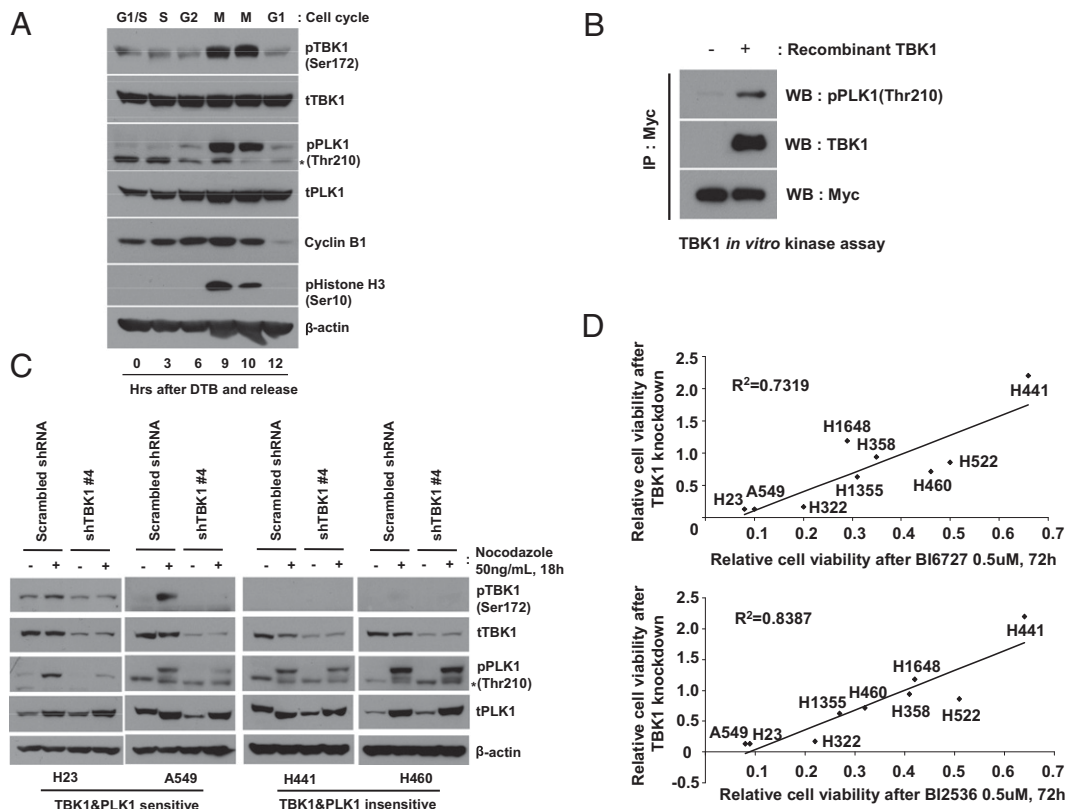 A
G1/S S G2 M M G1 : Cell cycle
pTBK1
(Ser172)
tTBK1
pPLK1
*(Thr210)
tPLK1
Cyclin B1
pHistone H3
(Ser10)
β-actin
0 3 6 9 10 12
Hrs after DTB and release
B
- + : Recombinant TBK1
IP : Myc
WB : pPLK1(Thr210)
WB : TBK1
WB : Myc
TBK1 in vitro kinase assay
C
Scrambled shRNA shTBK1 #4 Scrambled shRNA shTBK1 #4 Scrambled shRNA shTBK1 #4 Scrambled shRNA shTBK1 #4
- + - + - + - + - + - + - + - + : Nocodazole
50ng/mL, 18h
pTBK1
(Ser172)
tTBK1
pPLK1
*(Thr210)
tPLK1
β-actin
H23 A549 H441 H460
TBK1&PLK1 sensitive TBK1&PLK1 insensitive
D
Relative cell viability after
TBK1 knockdown
2.5
2.0
1.5
1.0
0.5
0
R²=0.7319
H441
H1648
H358
H522
H460
H1355
H23 A549
H322
0.1 0.2 0.3 0.4 0.5 0.6 0.7
Relative cell viability after BI6727 0.5uM, 72h
Relative cell viability after
TBK1 knockdown
2.5
2.0
1.5
1.0
0.5
0
-0.5
R²=0.8387
H441
H1648
H1355 H460
H358
H522
A549 H23
H322
0.1 0.2 0.3 0.4 0.5 0.6 0.7
Relative cell viability after BI2536 0.5uM, 72h